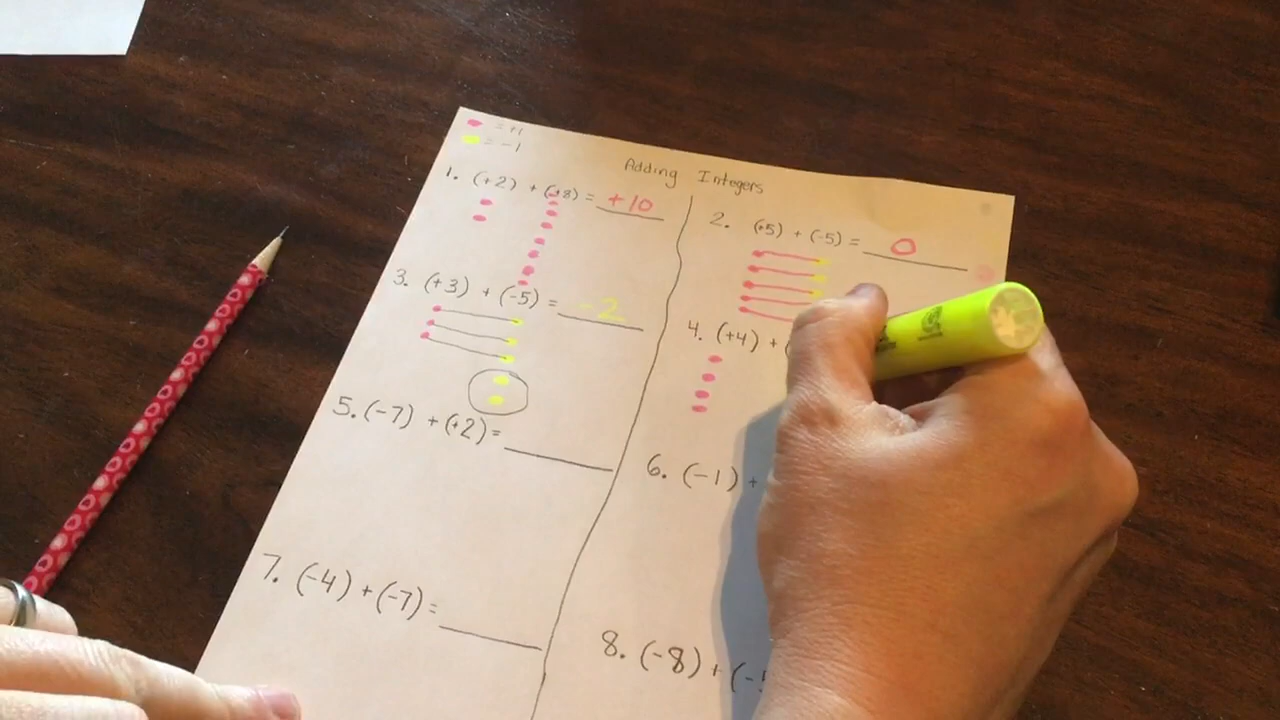 = +1
= -1
Adding Integers
1. (+2) + (+8) = +10
2. (+5) + (-5) = 0
3. (+3) + (-5) = -2
4. (+4) + (
5. (-7) + (+2) =
6. (-1) +
7. (-4) + (-7) =
8. (-8) + (-5